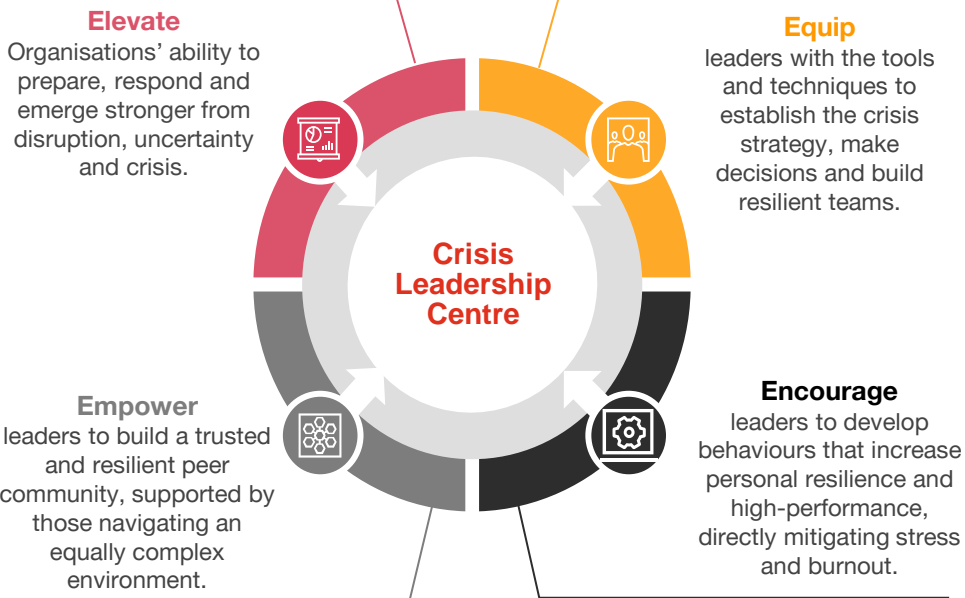 Elevate
Organisations’ ability to
prepare, respond and
emerge stronger from
disruption, uncertainty
and crisis.
Equip
leaders with the tools
and techniques to
establish the crisis
strategy, make
decisions and build
resilient teams.
Crisis
Leadership
Centre
Empower
leaders to build a trusted
and resilient peer
community, supported by
those navigating an
equally complex
environment.
Encourage
leaders to develop
behaviours that increase
personal resilience and
high-performance,
directly mitigating stress
and burnout.